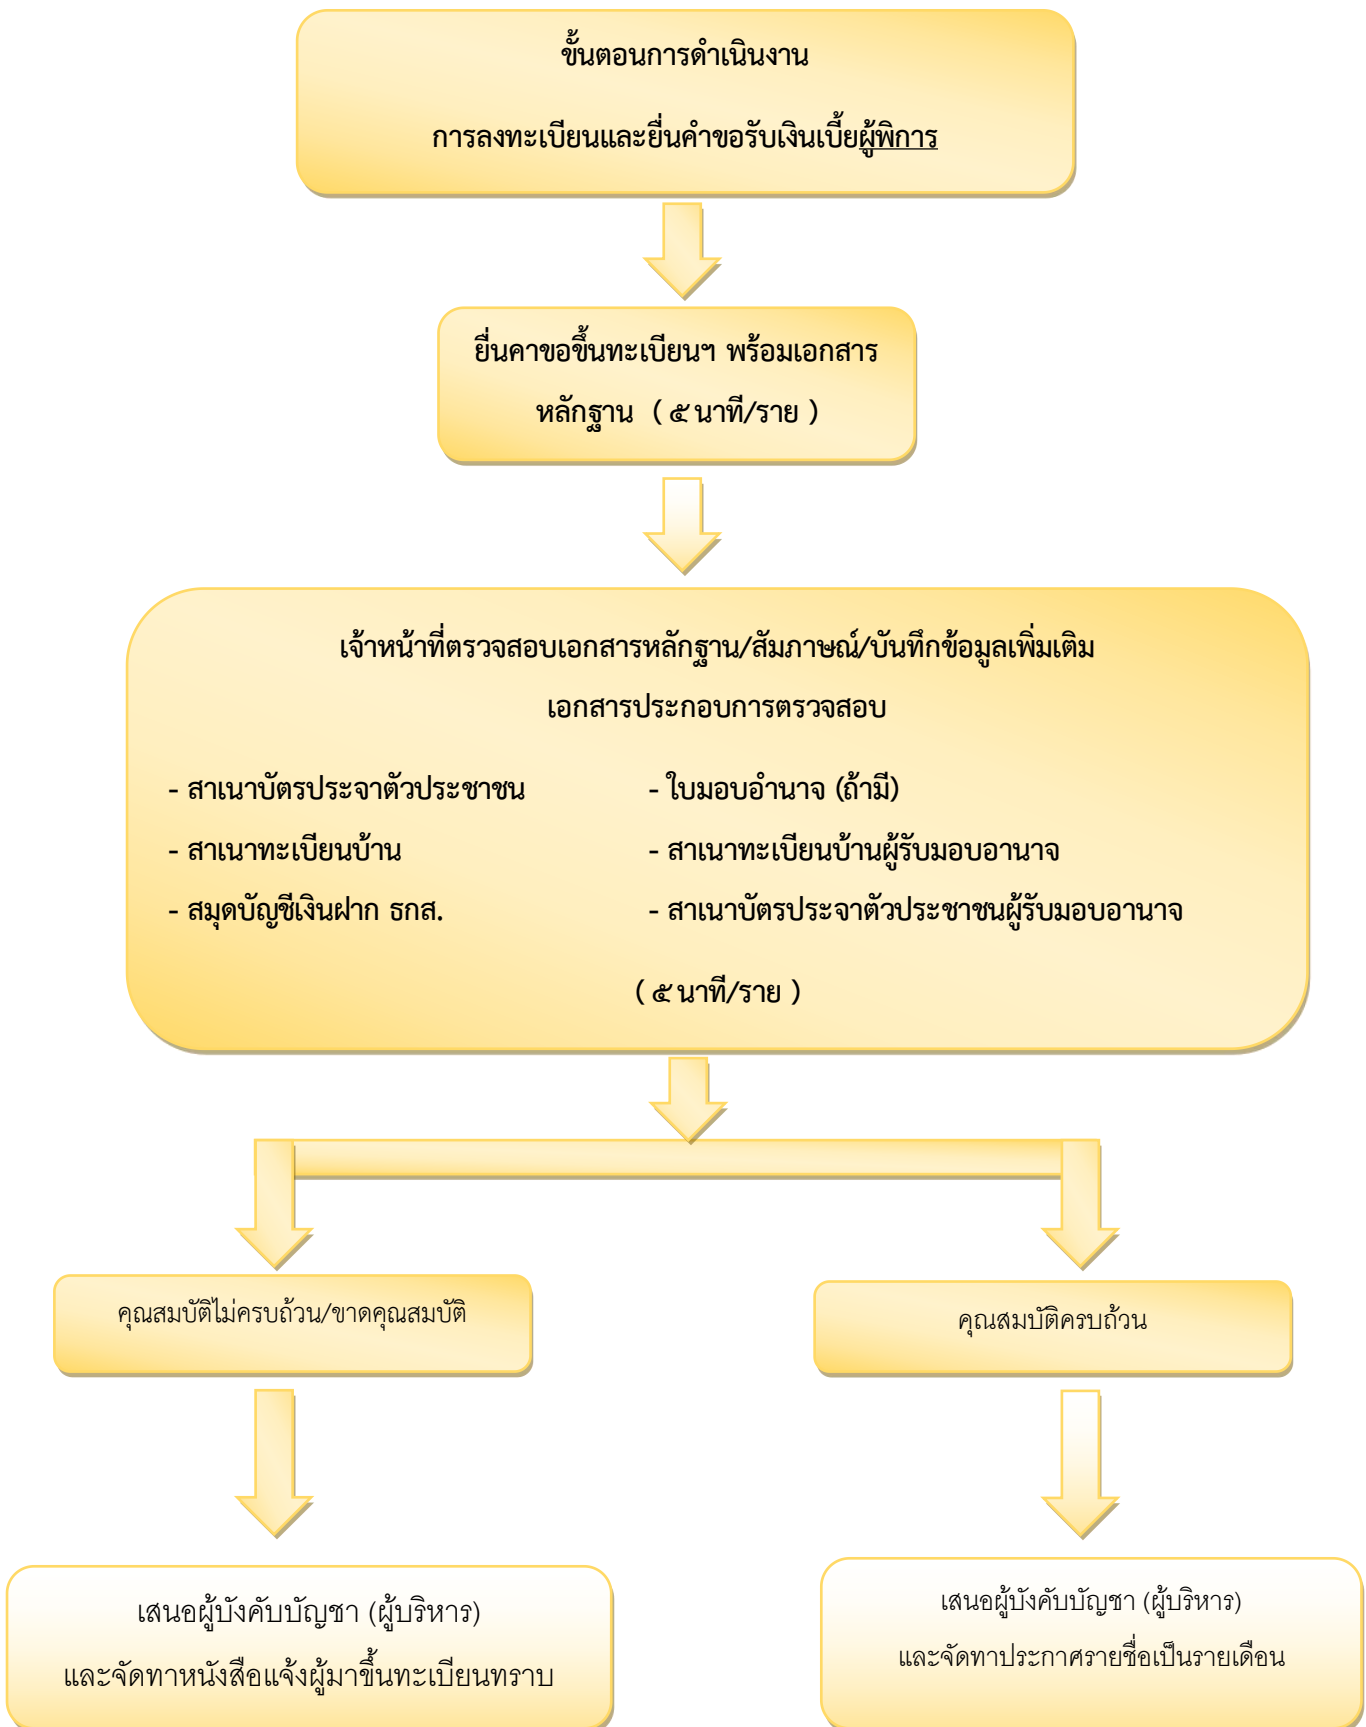 ขั้นตอนการดำเนินงาน
การลงทะเบียนและยื่นคำขอรับเงินเบี้ยผู้พิการ
ยื่นคาขอขึ้นทะเบียนฯ พร้อมเอกสาร
หลักฐาน ( ๕ นาที/ราย )
เจ้าหน้าที่ตรวจสอบเอกสารหลักฐาน/สัมภาษณ์/บันทึกข้อมูลเพิ่มเติม
เอกสารประกอบการตรวจสอบ
- สาเนาบัตรประจาตัวประชาชน - ใบมอบอำนาจ (ถ้ามี)
- สาเนาทะเบียนบ้าน - สาเนาทะเบียนบ้านผู้รับมอบอานาจ
- สมุดบัญชีเงินฝาก ธกส. - สาเนาบัตรประจาตัวประชาชนผู้รับมอบอานาจ
( ๕ นาที/ราย )
คุณสมบัติไม่ครบถ้วน/ขาดคุณสมบัติ
คุณสมบัติครบถ้วน
เสนอผู้บังคับบัญชา (ผู้บริหาร)
และจัดทาหนังสือแจ้งผู้มาขึ้นทะเบียนทราบ
เสนอผู้บังคับบัญชา (ผู้บริหาร)
และจัดทาประกาศรายชื่อเป็นรายเดือน